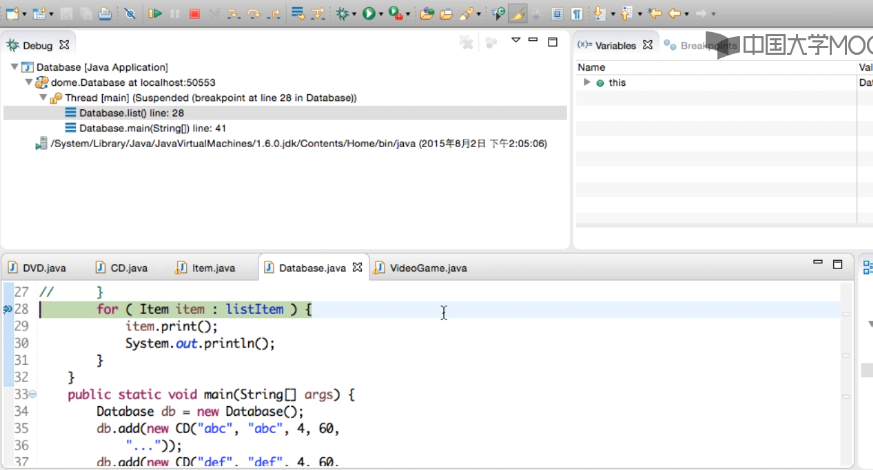 Debug
(x)= Variables
Breakpoints
中国大学MOO
Database [Java Application]
dome.Database at localhost:50553
Thread [main] (Suspended (breakpoint at line 28 in Database))
Database.list() line: 28
Database.main(String[]) line: 41
/System/Library/Java/JavaVirtualMachines/1.6.0.jdk/Contents/Home/bin/java (2015年8月2日 下午2:05:06)
Name Val
this Dat
DVD.java
CD.java
Item.java
Database.java
VideoGame.java
27 // }
28 for ( Item item : listItem ) {
29 item.print();
30 System.out.println();
31 }
32 }
33 public static void main(String[] args) {
34 Database db = new Database();
35 db.add(new CD("abc", "abc", 4, 60,
36 "..."));
37 db.add(new CD("def", "def", 4, 60,